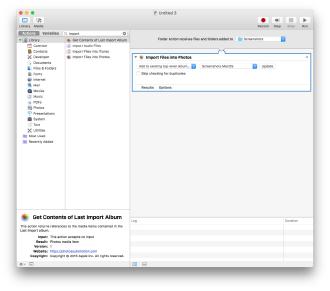 Untitled 3
Library
Media
Record
Step
Stop
Run
Actions
Variables
import
Folder Action receives files and folders added to
Screenshots
Library
Calendar
Contacts
Developer
Documents
Files & Folders
Fonts
Internet
Mail
Movies
Music
PDFs
Photos
Presentations
System
Text
Utilities
Most Used
Recently Added
Get Contents of Last Import Album
Import Audio Files
Import Files into iTunes
Import Files into Photos
Import Files into Photos
Add to existing top-level album...
Screenshots-Months
Update
Skip checking for duplicates
Results
Options
Log
Duration
Get Contents of Last Import Album
This action volume references to the media items contained in the
Last Import album.
Input: This action accepts no input
Result: Photos media item
Version:
Website: https://photosautomation.com
Copyright: Copyright © 2015 Apple Inc. All rights reserved.